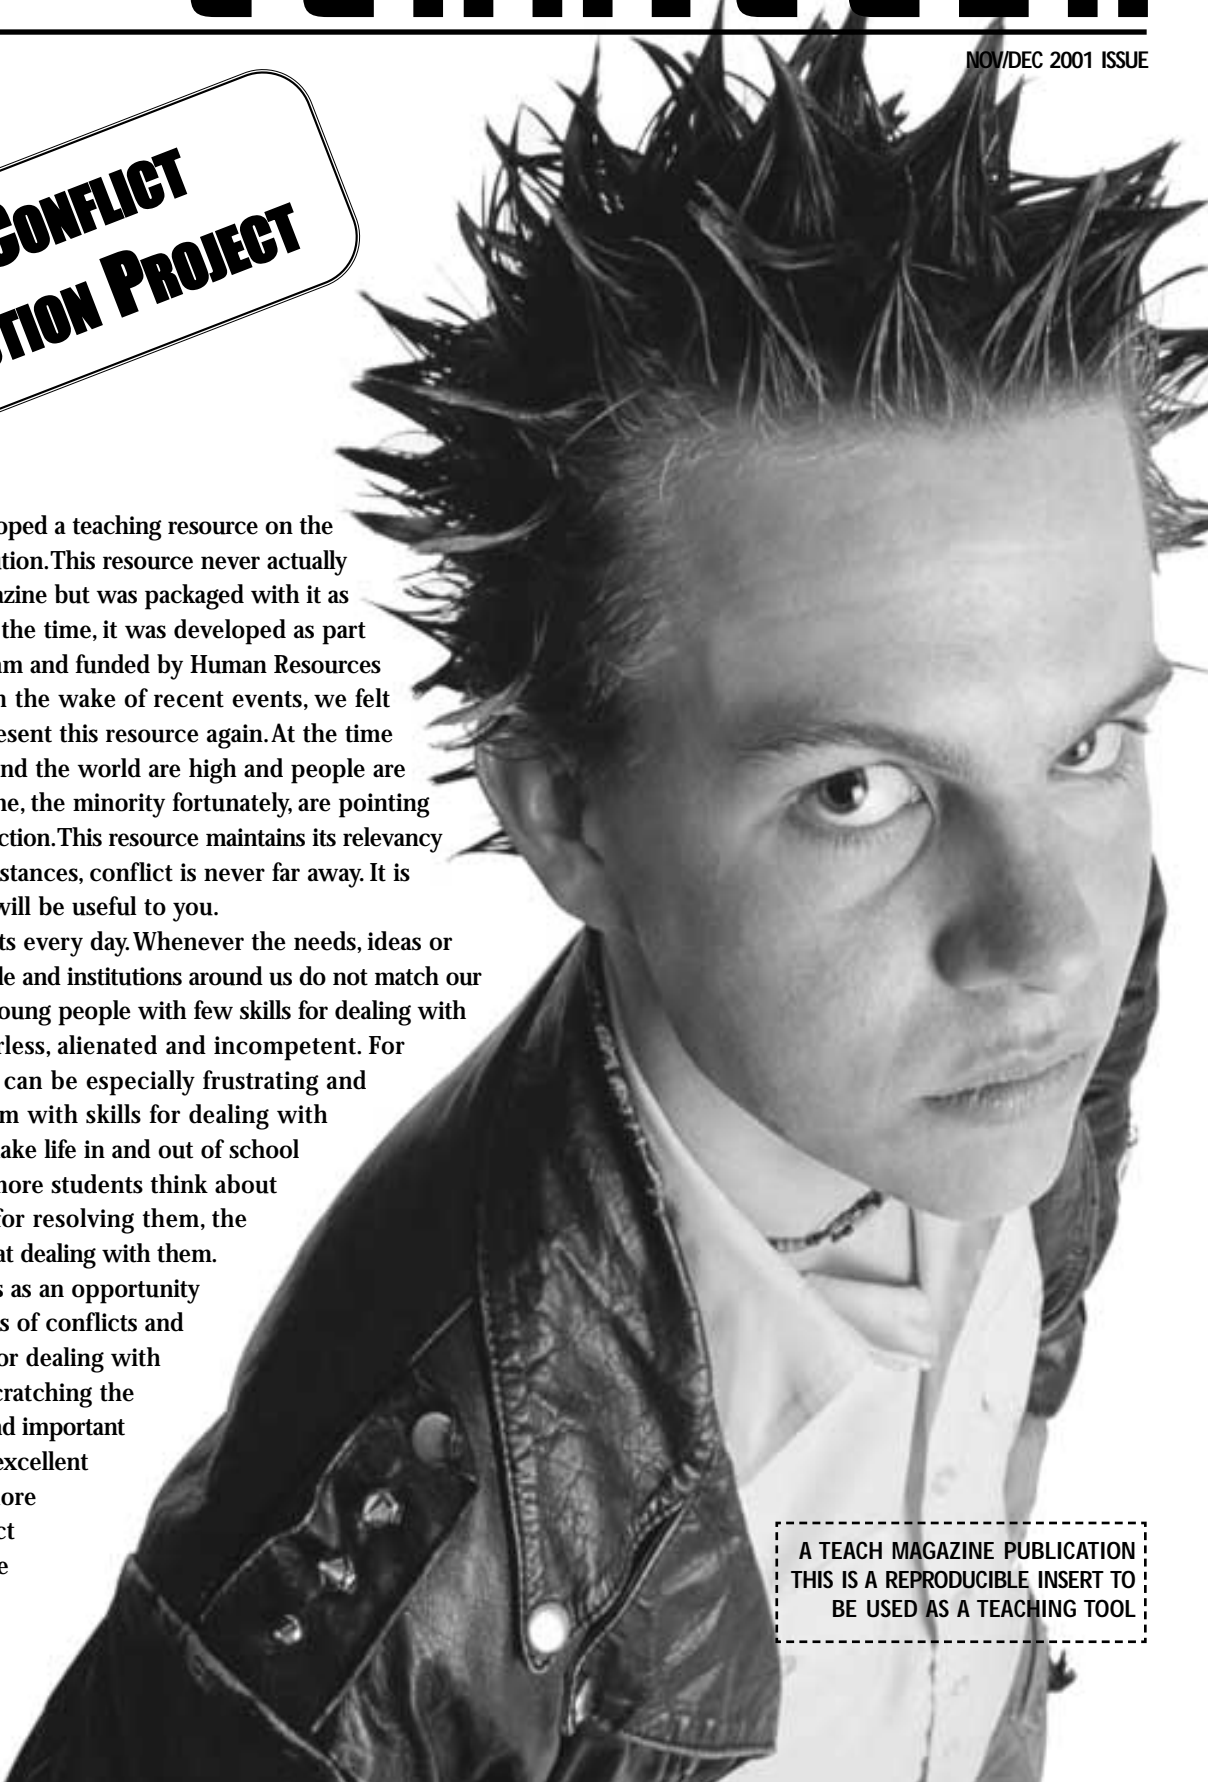 NOV/DEC 2001 ISSUE
CONFLICT
TION PROJECT
oped a teaching resource on the
tion. This resource never actually
azine but was packaged with it as
the time, it was developed as part
am and funded by Human Resources
n the wake of recent events, we felt
esent this resource again. At the time
nd the world are high and people are
ne, the minority fortunately, are pointing
ction. This resource maintains its relevancy
stances, conflict is never far away. It is
will be useful to you.
ts every day. Whenever the needs, ideas or
le and institutions around us do not match our
oung people with few skills for dealing with
rless, alienated and incompetent. For
can be especially frustrating and
m with skills for dealing with
ake life in and out of school
more students think about
for resolving them, the
at dealing with them.
s as an opportunity
s of conflicts and
or dealing with
cratching the
nd important
excellent
ore
ct
e
A TEACH MAGAZINE PUBLICATION
THIS IS A REPRODUCIBLE INSERT TO
BE USED AS A TEACHING TOOL